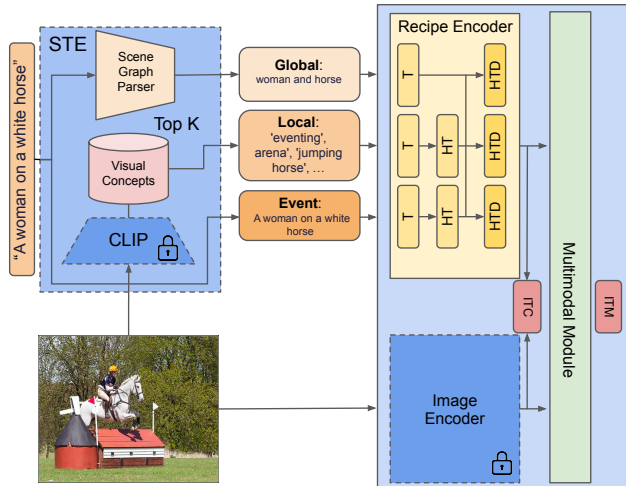 "A woman on a white horse"
STE
Scene
Graph
Parser
Top K
Visual
Concepts
CLIP
Global:
woman and horse
Local:
'eventing',
arena', 'jumping
horse', ...
Event:
A woman on a white
horse
Recipe Encoder
T
HTD
T
HT
HTD
T
HT
HTD
ITC
Image
Encoder
Multimodal Module
ITM